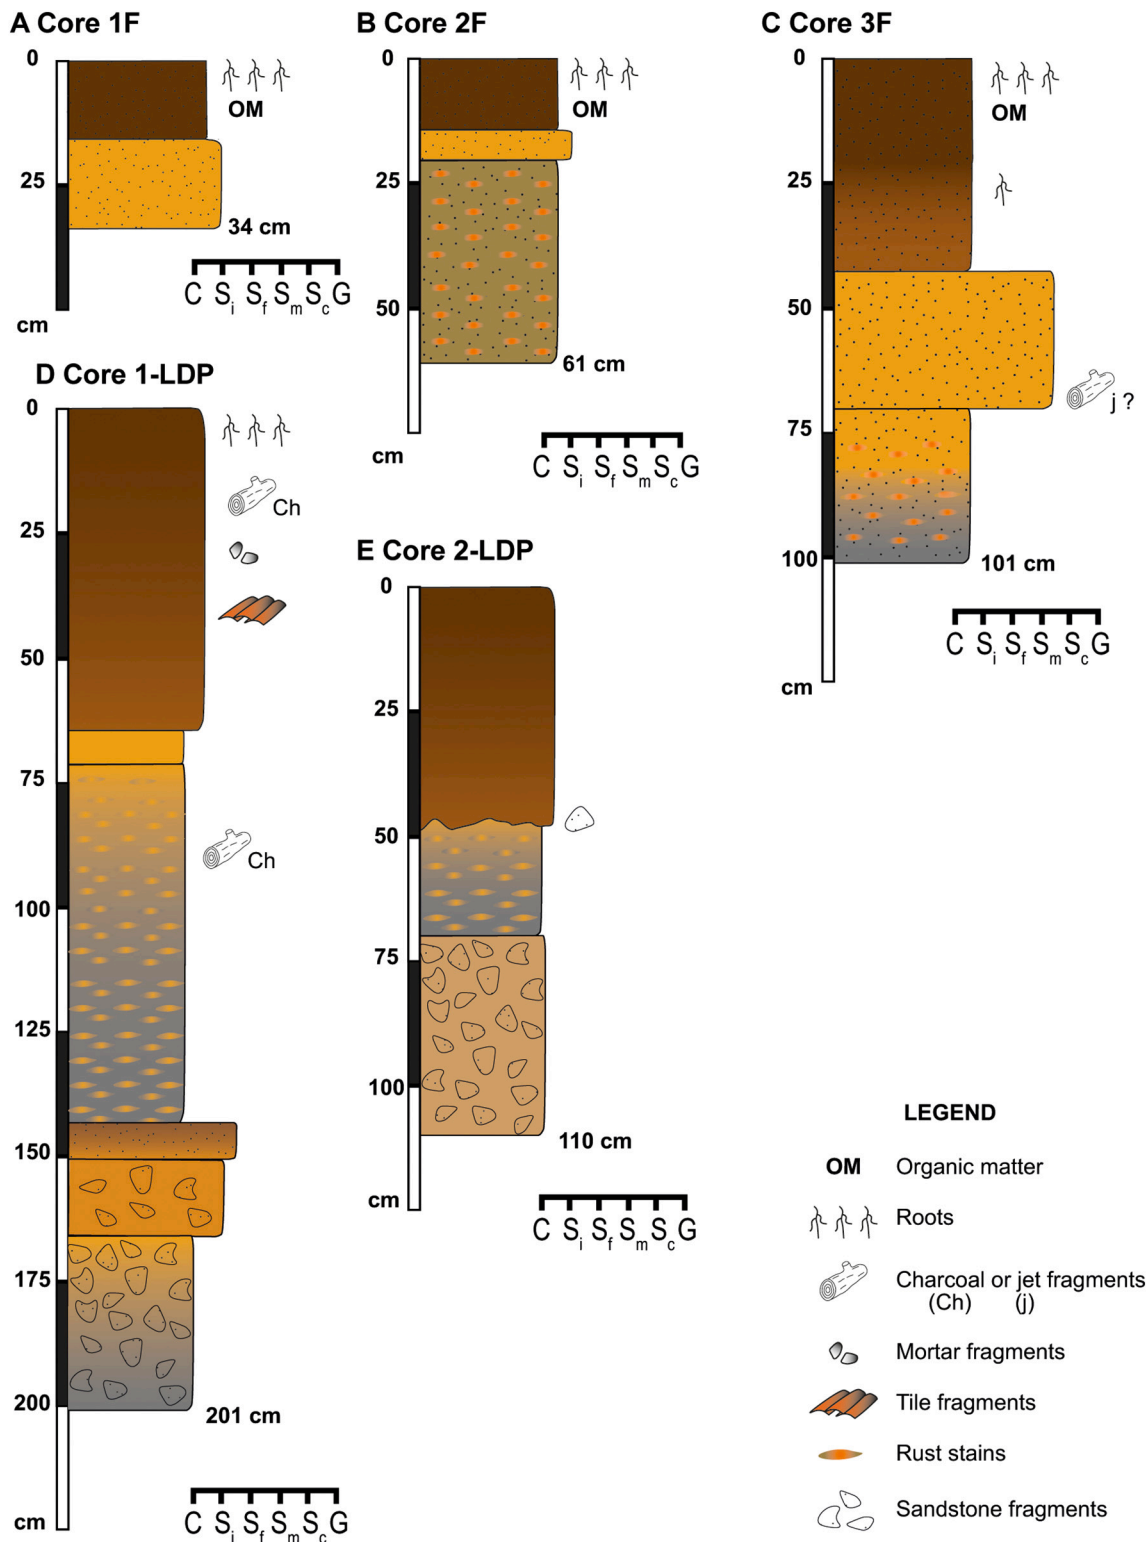 A Core 1F
0
25
cm
OM
34 cm
C Si Sf Sm Sc G
B Core 2F
0
25
50
cm
OM
61 cm
C Si Sf Sm Sc G
C Core 3F
0
25
50
75
100
cm
OM
j ?
101 cm
C Si Sf Sm Sc G
D Core 1-LDP
0
25
50
75
100
125
150
175
200
cm
Ch
Ch
201 cm
C Si Sf Sm Sc G
E Core 2-LDP
0
25
50
75
100
cm
110 cm
C Si Sf Sm Sc G
LEGEND
OM Organic matter
Roots
Charcoal or jet fragments
(Ch) (j)
Mortar fragments
Tile fragments
Rust stains
Sandstone fragments